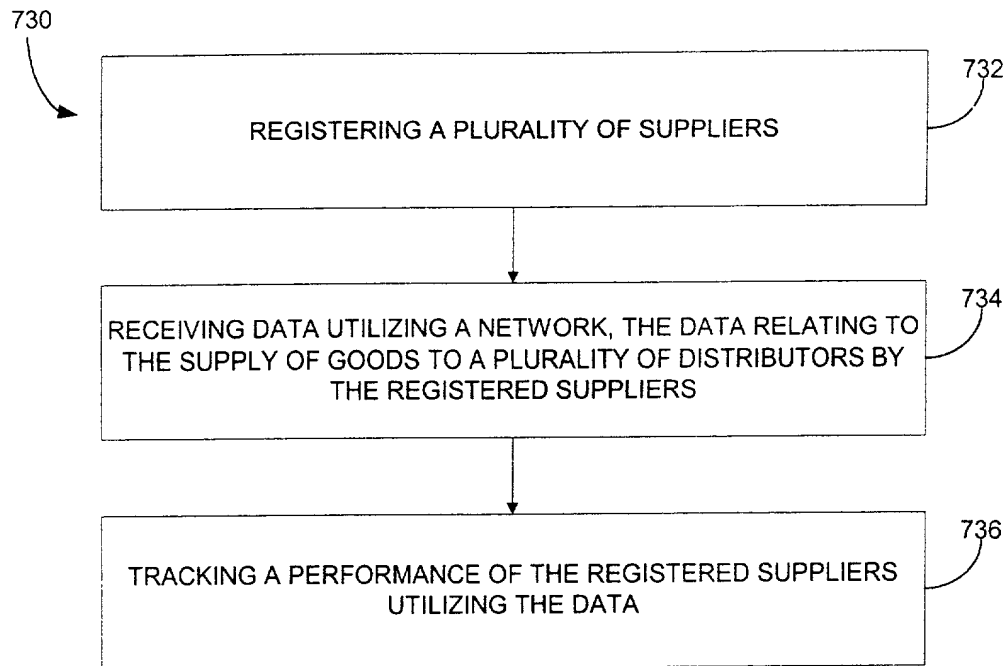 730
732
REGISTERING A PLURALITY OF SUPPLIERS
734
RECEIVING DATA UTILIZING A NETWORK, THE DATA RELATING TO
THE SUPPLY OF GOODS TO A PLURALITY OF DISTRIBUTORS BY
THE REGISTERED SUPPLIERS
736
TRACKING A PERFORMANCE OF THE REGISTERED SUPPLIERS
UTILIZING THE DATA